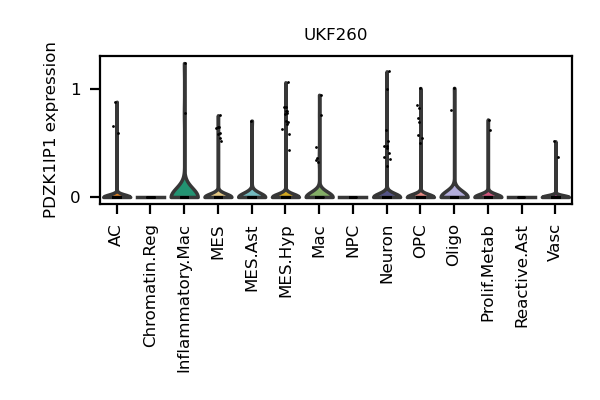 UKF260
PDZK1IP1 expression
1
0
AC
Chromatin.Reg
Inflammatory.Mac
MES
MES.Ast
MES.Hyp
Mac
NPC
Neuron
OPC
Oligo
Prolif.Metab
Reactive.Ast
Vasc